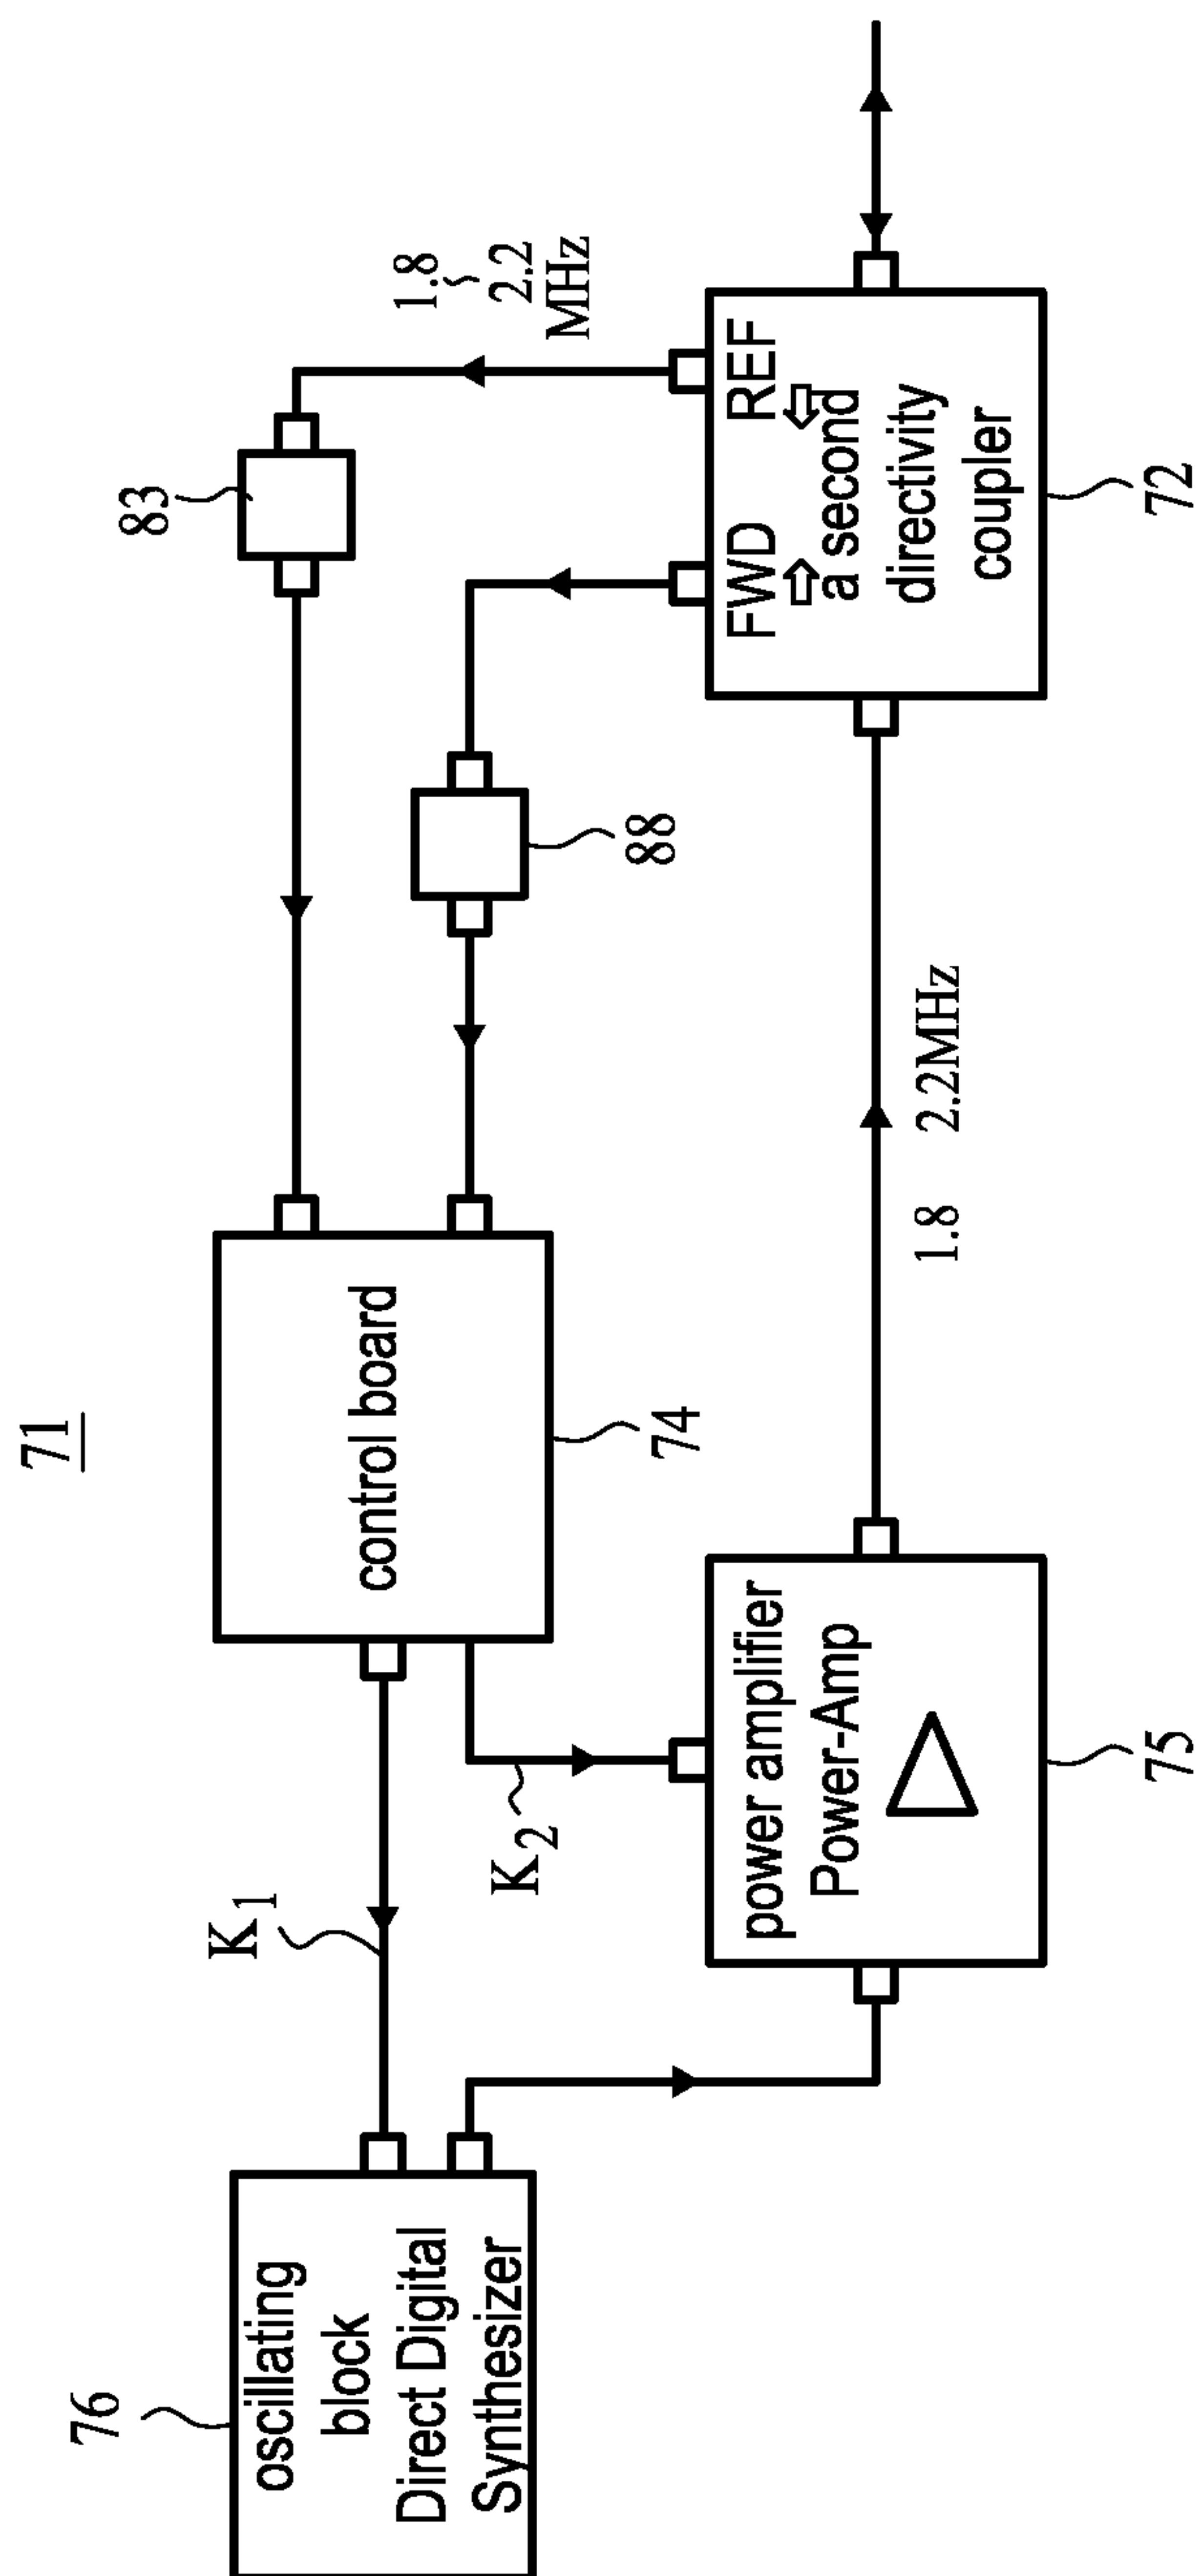 71
76
oscillating
block
Direct Digital
Synthesizer
K1
K2
control board
74
83
88
1.8
~
2.2
MHz
power amplifier
Power-Amp
75
1.8 2.2MHz
FWD REF
a second
directivity
coupler
72